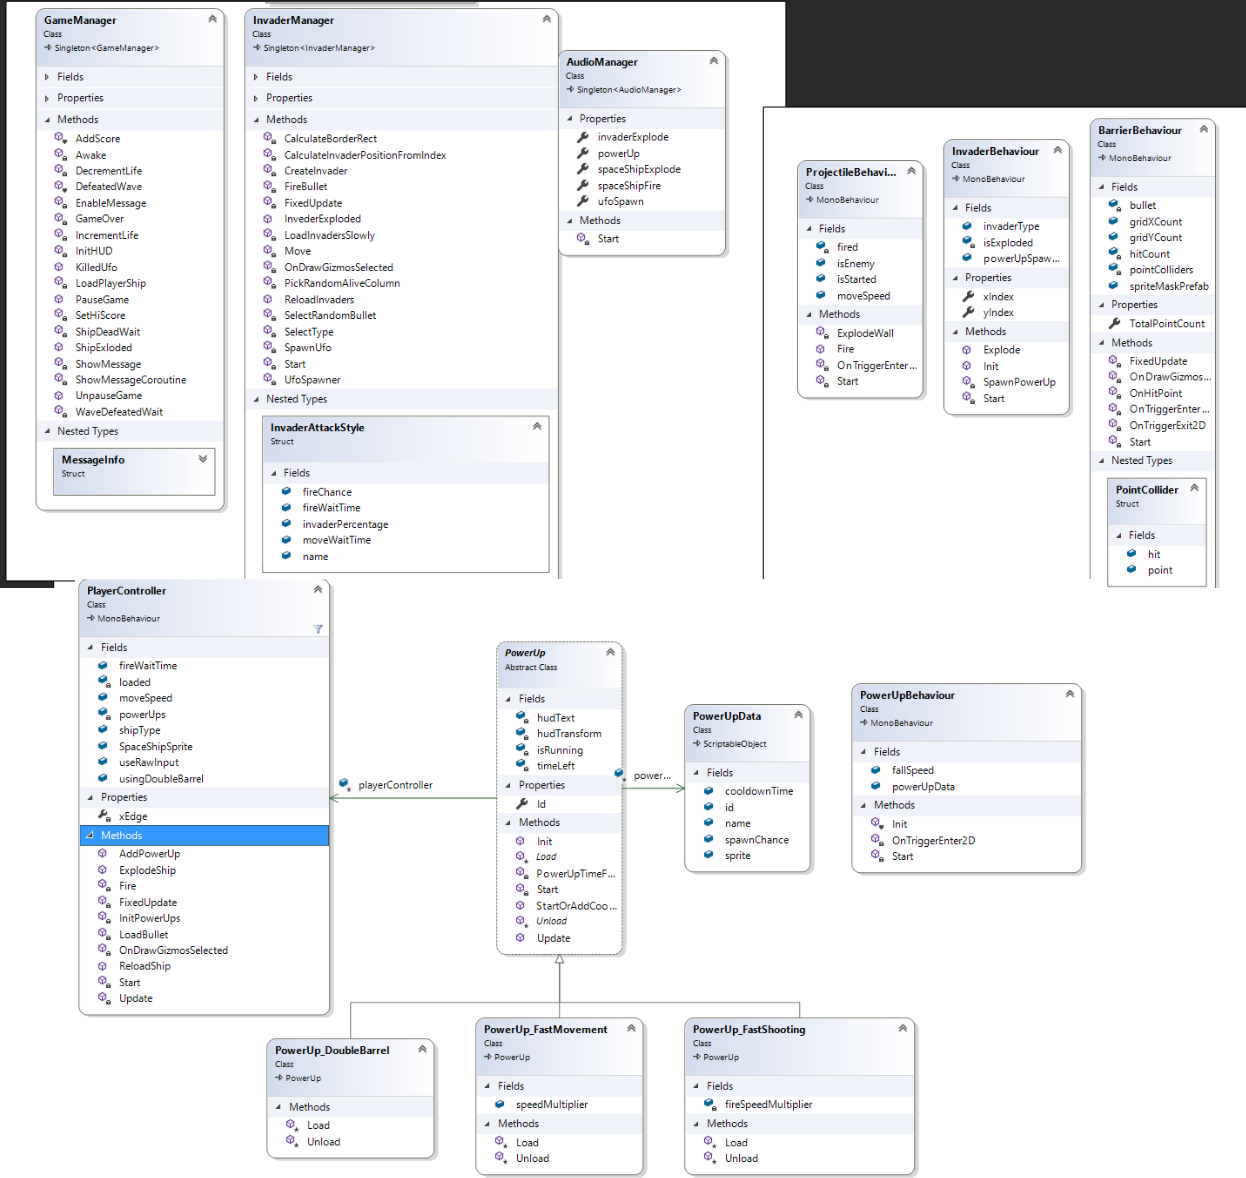 GameManager
Class
Singleton<GameManager>
Fields
Properties
Methods
AddScore
Awake
DecrementLife
DefeatedWave
EnableMessage
GameOver
IncrementLife
InitHUD
KilledUfo
LoadPlayerShip
PauseGame
SetHiScore
ShipDeadWait
ShipExloded
ShowMessage
ShowMessageCoroutine
UnpauseGame
WaveDefeatedWait
Nested Types
MessageInfo
Struct
InvaderManager
Class
Singleton<InvaderManager>
Fields
Properties
Methods
CalculateBorderRect
CalculateInvaderPositionFromIndex
CreateInvader
FireBullet
FixedUpdate
InvederExploded
LoadInvadersSlowly
Move
OnDrawGizmosSelected
PickRandomAliveColumn
ReloadInvaders
SelectRandomBullet
SelectType
SpawnUfo
Start
UfoSpawner
Nested Types
InvaderAttackStyle
Struct
Fields
fireChance
fireWaitTime
invaderPercentage
moveWaitTime
name
AudioManager
Class
Singleton<AudioManager>
Properties
invaderExplode
powerUp
spaceShipExplode
spaceShipFire
ufoSpawn
Methods
Start
ProjectileBehavi...
Class
MonoBehaviour
Fields
fired
isEnemy
isStarted
moveSpeed
Methods
ExplodeWall
Fire
OnTriggerEnter...
Start
InvaderBehaviour
Class
MonoBehaviour
Fields
invaderType
isExploded
powerUpSpaw...
Properties
xIndex
yIndex
Methods
Explode
Init
SpawnPowerUp
Start
BarrierBehaviour
Class
MonoBehaviour
Fields
bullet
gridXCount
gridYCount
hitCount
pointColliders
spriteMaskPrefab
Properties
TotalPointCount
Methods
FixedUpdate
OnDrawGizmos...
OnHitPoint
OnTriggerEnter...
OnTriggerExit2D
Start
Nested Types
PointCollider
Struct
Fields
hit
point
PlayerController
Class
MonoBehaviour
Fields
fireWaitTime
loaded
moveSpeed
powerUps
shipType
SpaceShipSprite
useRawInput
usingDoubleBarrel
Properties
xEdge
Methods
AddPowerUp
ExplodeShip
Fire
FixedUpdate
InitPowerUps
LoadBullet
OnDrawGizmosSelected
ReloadShip
Start
Update
playerController
PowerUp
Abstract Class
Fields
hudText
hudTransform
isRunning
timeLeft
Properties
Id
Methods
Init
Load
PowerUpTimeF...
Start
StartOrAddCoo...
Unload
Update
power...
PowerUpData
Class
ScriptableObject
Fields
cooldownTime
id
name
spawnChance
sprite
PowerUpBehaviour
Class
MonoBehaviour
Fields
fallSpeed
powerUpData
Methods
Init
OnTriggerEnter2D
Start
PowerUp_DoubleBarrel
Class
PowerUp
Methods
Load
Unload
PowerUp_FastMovement
Class
PowerUp
Fields
speedMultiplier
Methods
Load
Unload
PowerUp_FastShooting
Class
PowerUp
Fields
fireSpeedMultiplier
Methods
Load
Unload